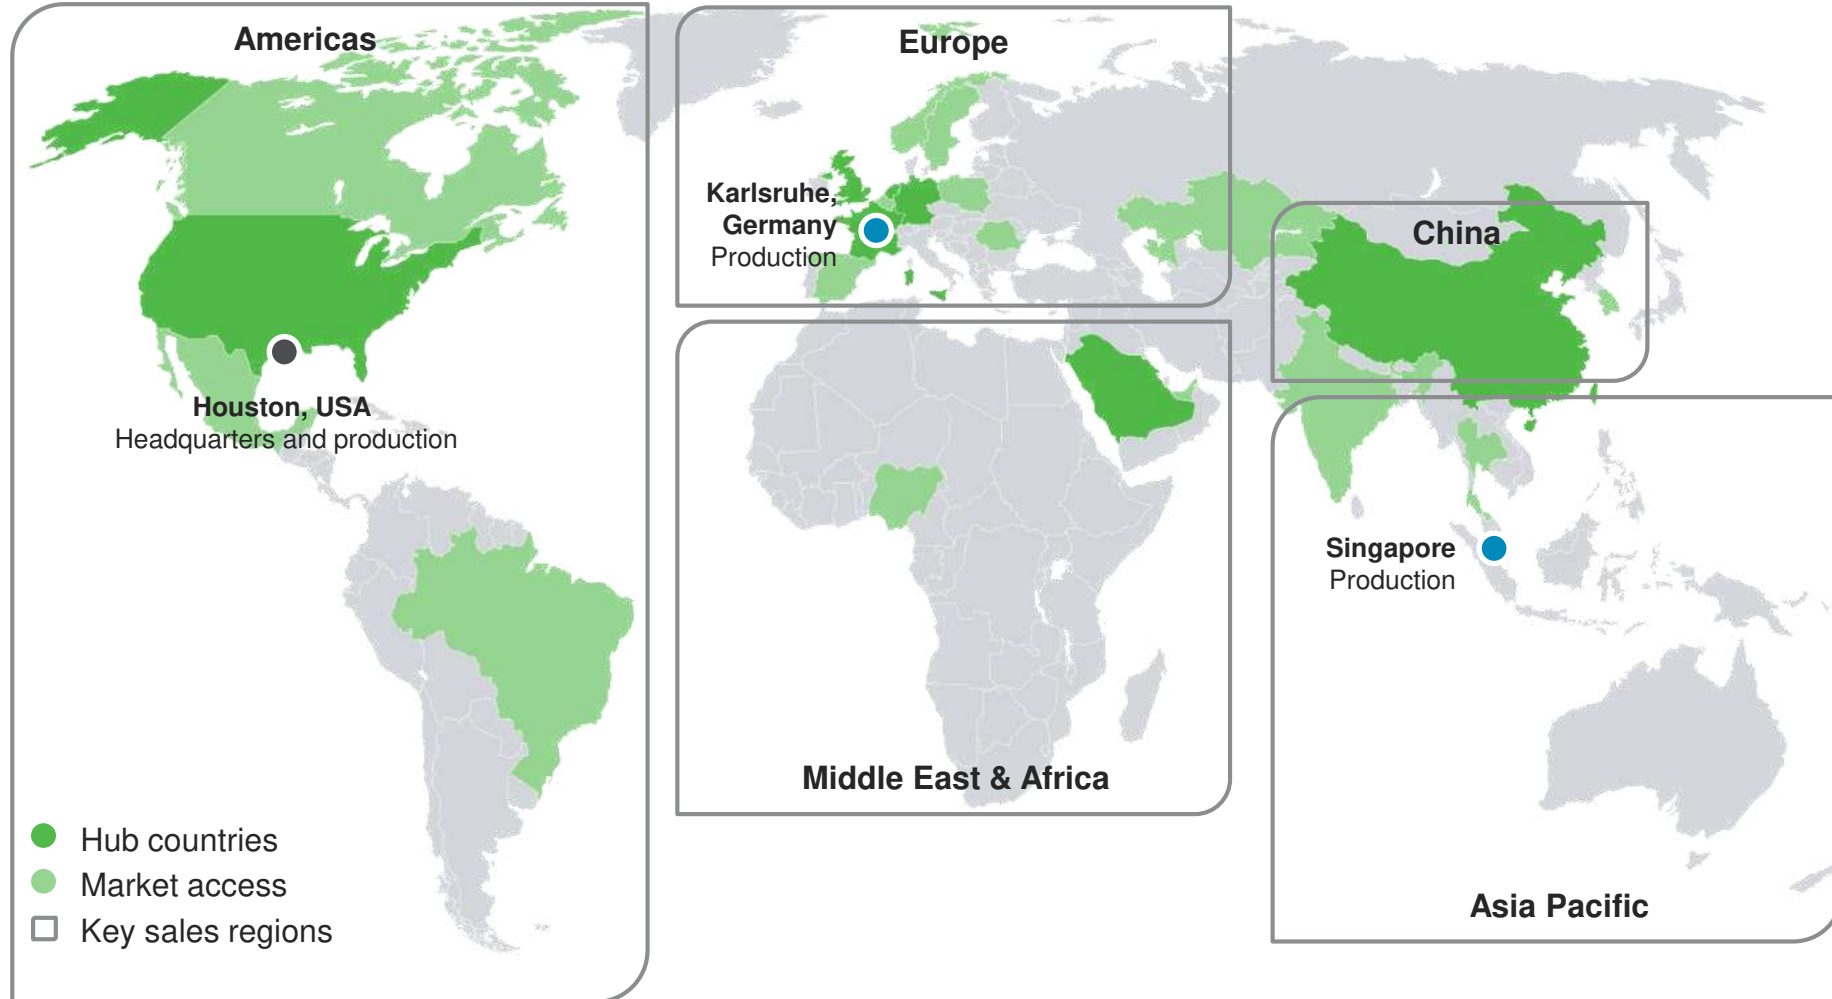 Americas
Europe
Karlsruhe,
Germany
Production
China
Houston, USA
Headquarters and production
Singapore
Production
Middle East & Africa
Hub countries
Market access
Key sales regions
Asia Pacific